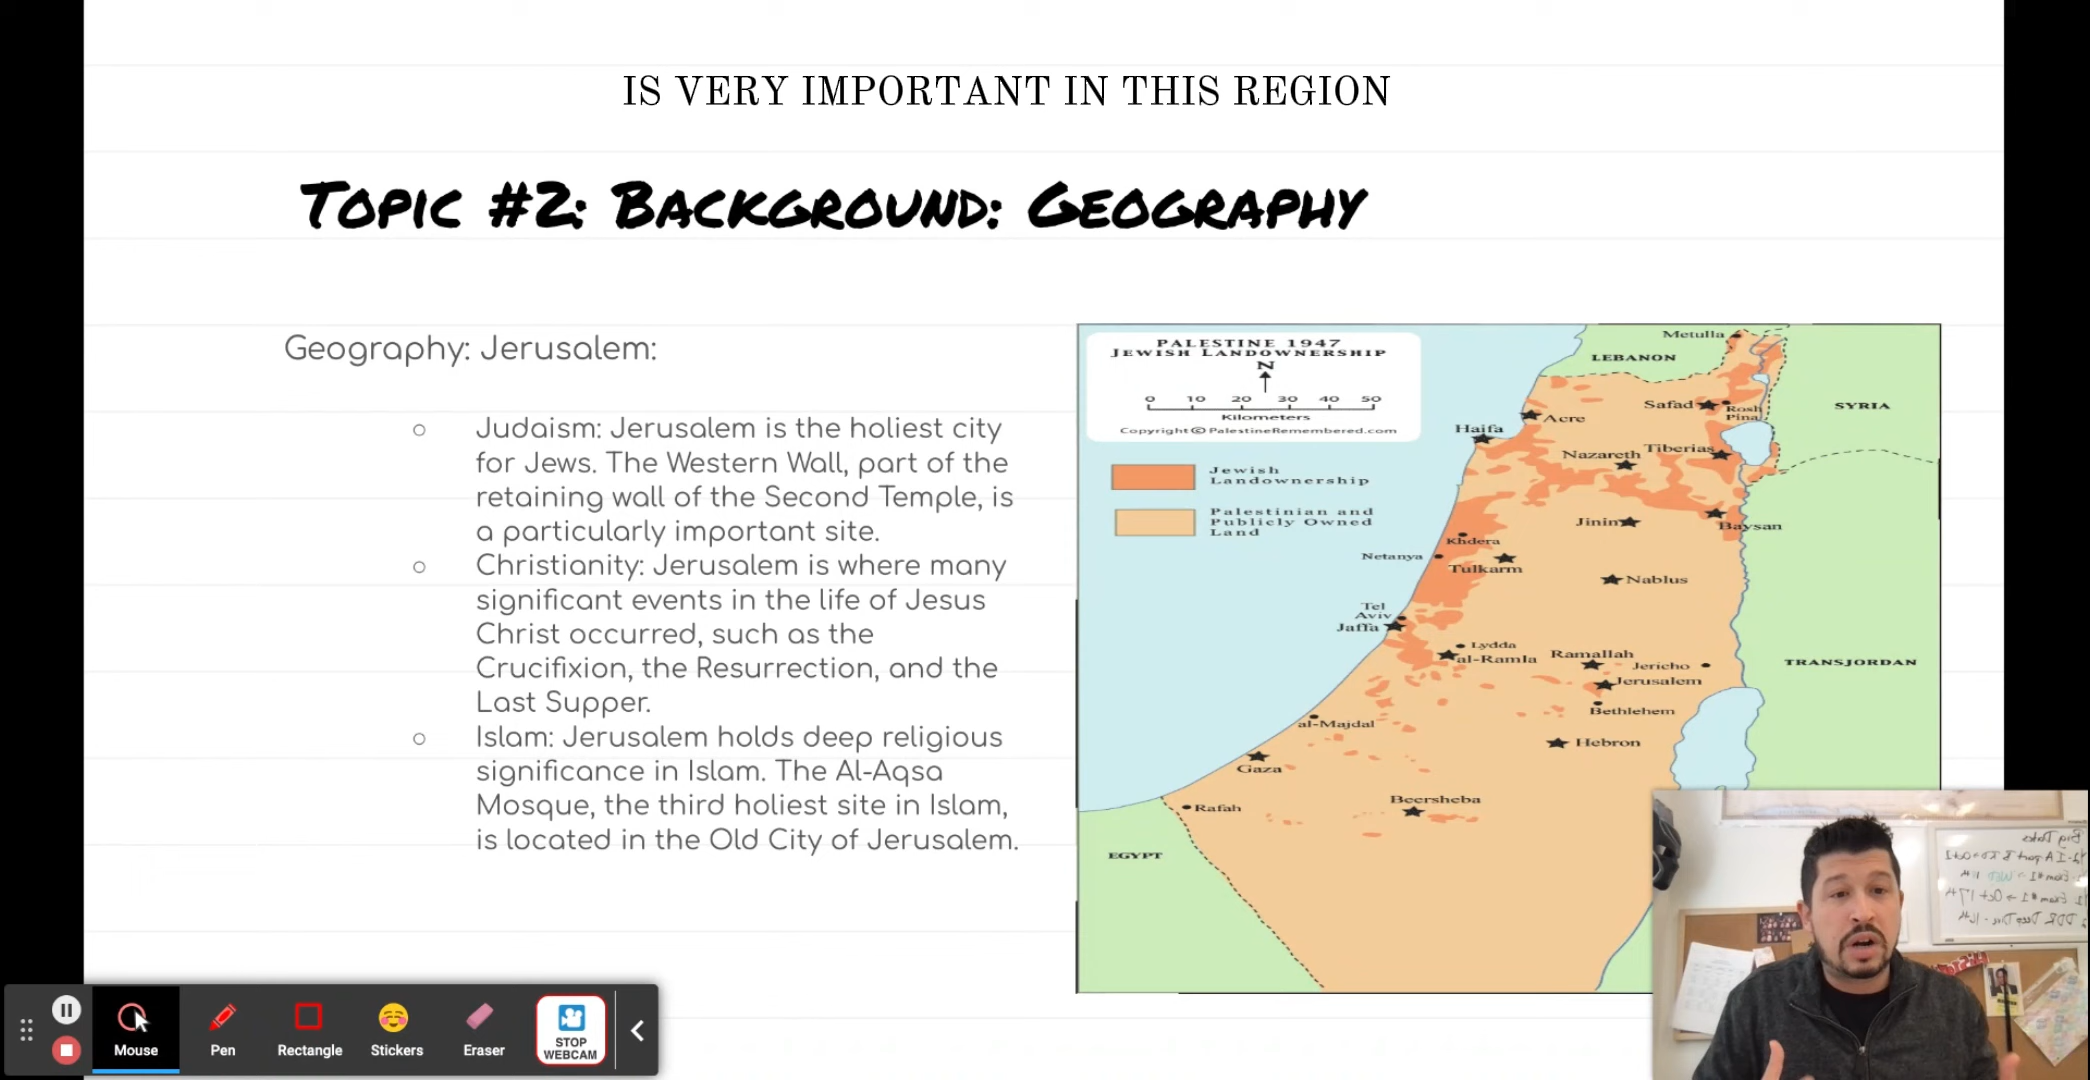 IS VERY IMPORTANT IN THIS REGION
Topic #2: Background: Geography
Geography: Jerusalem:
Judaism: Jerusalem is the holiest city
for Jews. The Western Wall, part of the
retaining wall of the Second Temple, is
a particularly important site.
Christianity: Jerusalem is where many
significant events in the life of Jesus
Christ occurred, such as the
Crucifixion, the Resurrection, and the
Last Supper.
Islam: Jerusalem holds deep religious
significance in Islam. The Al-Aqsa
Mosque, the third holiest site in Islam,
is located in the Old City of Jerusalem.
PALESTINE 1947
JEWISH LANDOWNERSHIP
N
0 10 20 30 40 50
Kilometers
Copyright © PalestineRemembered.com
Jewish
Landownership
Palestinian and
Publicly Owned
Land
Metulla
LEBANON
SYRIA
Safad
Rosh
Pina
Acre
Haifa
Nazareth
Tiberias
Jinin
Baysan
Khdera
Netanya
Tulkarm
Nablus
Tel
Aviv
Jaffa
Lydda
al-Ramla
Ramallah
Jericho
TRANSJORDAN
Jerusalem
Bethlehem
al-Majdal
Hebron
Gaza
Beersheba
Rafah
EGYPT
Mouse
Pen
Rectangle
Stickers
Eraser
STOP
WEBCAM